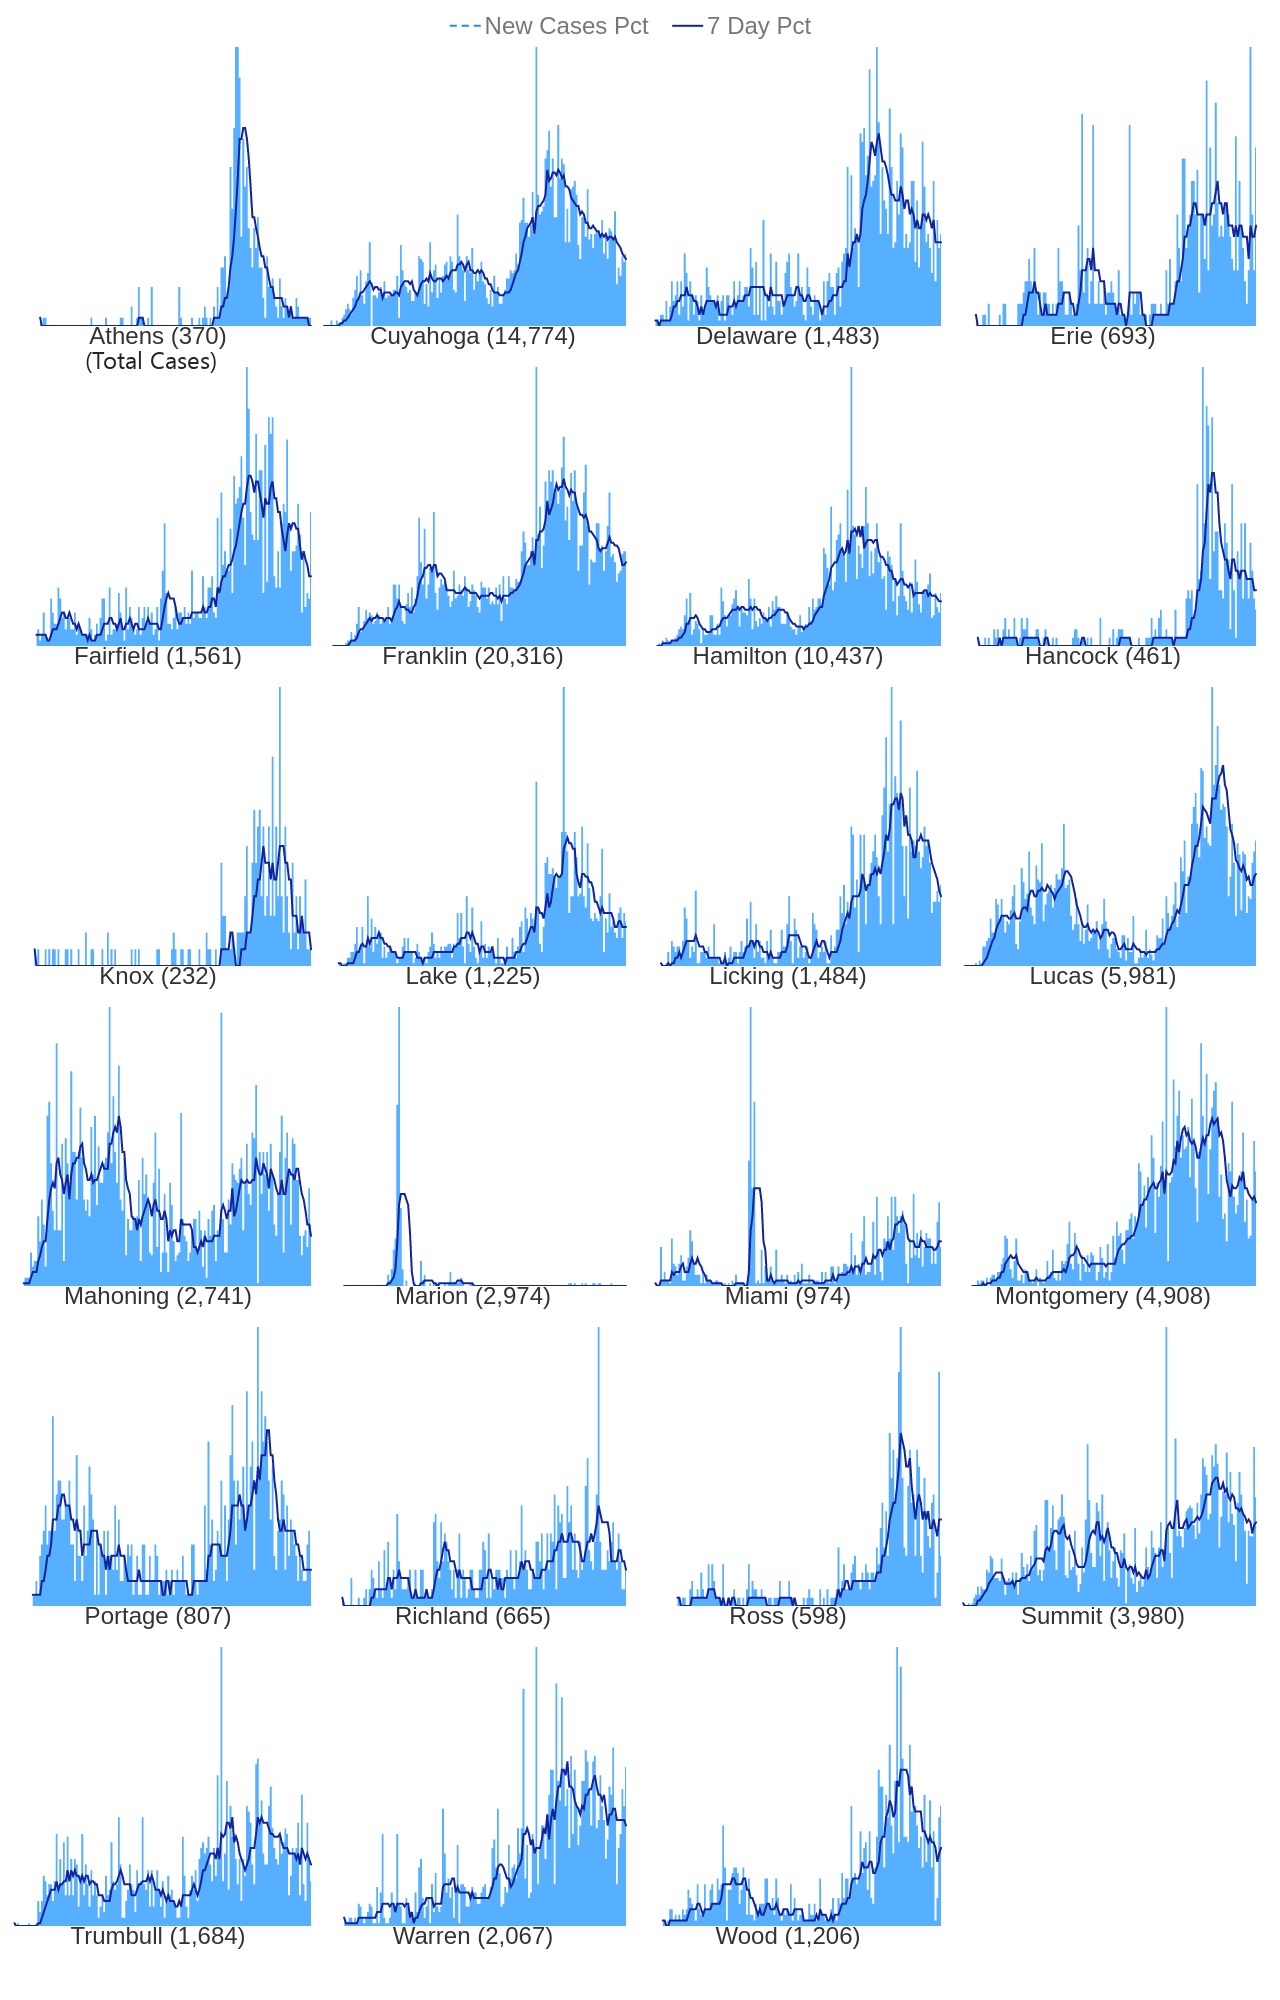 New Cases Pct 7 Day Pct
Athens (370) Cuyahoga (14,774) Delaware (1,483) Erie (693)
(Total Cases)
Fairfield (1,561) Franklin (20,316) Hamilton (10,437) Hancock (461)
Knox (232) Lake (1,225) Licking (1,484) Lucas (5,981)
Mahoning (2,741) Marion (2,974) Miami (974) Montgomery (4,908)
Portage (807) Richland (665) Ross (598) Summit (3,980)
Trumbull (1,684) Warren (2,067) Wood (1,206)